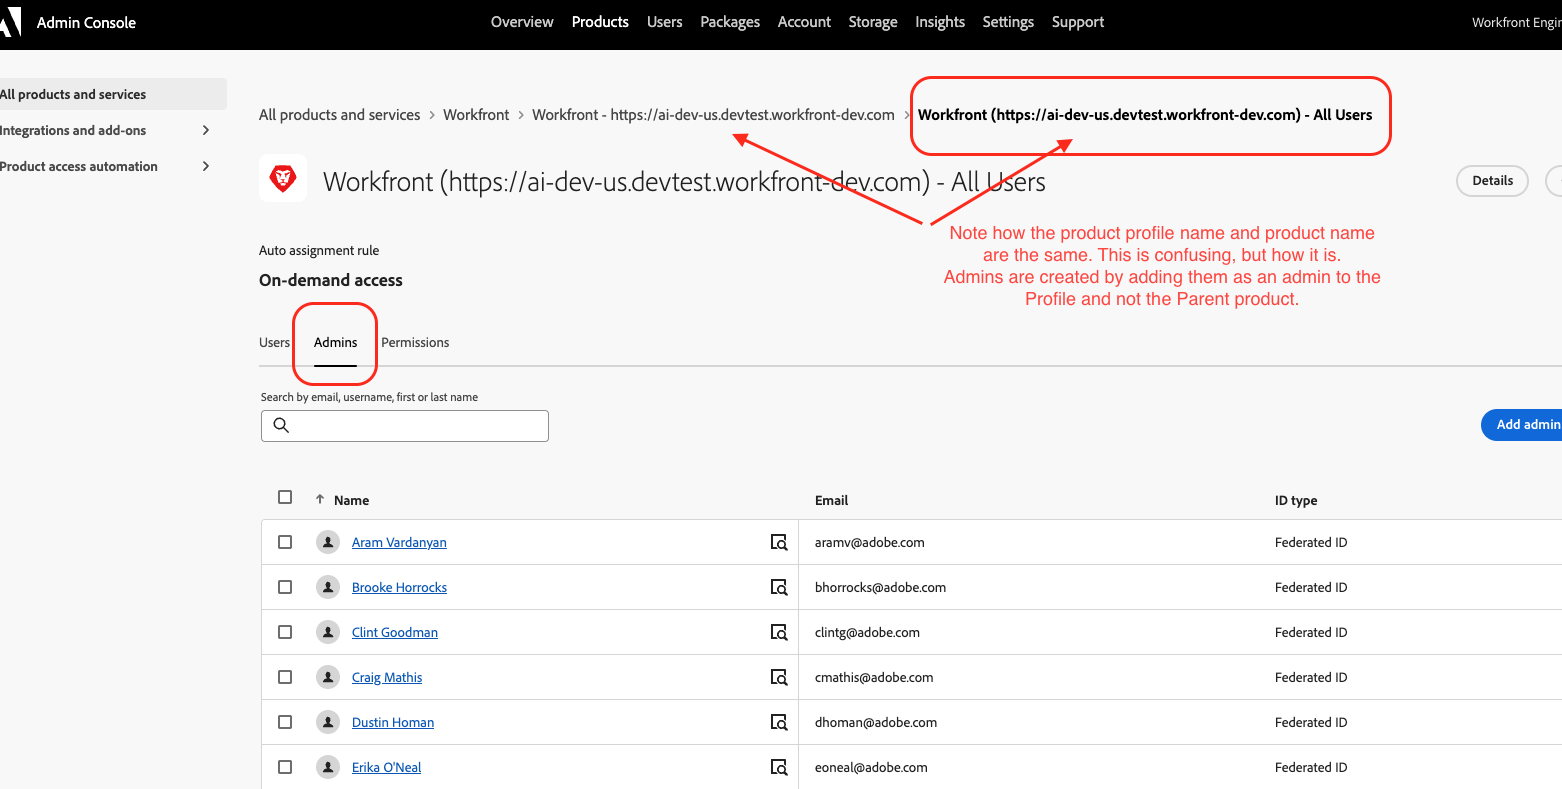 Admin Console
Overview Products Users Packages Account Storage Insights Settings Support
Workfront
All products and services
Integrations and add-ons
Product access automation
All products and services > Workfront > Workfront - https://ai-dev-us.devtest.workfront-dev.com > Workfront (https://ai-dev-us.devtest.workfront-dev.com) - All Users
Workfront (https://ai-dev-us.devtest.workfront-dev.com) - All Users
Details
Note how the product profile name and product name
are the same. This is confusing, but how it is.
Admins are created by adding them as an admin to the
Profile and not the Parent product.
Auto assignment rule
On-demand access
Users Admins Permissions
Search by email, username, first or last name
Add admin
Name Email ID type
Aram Vardanyan aramv@adobe.com Federated ID
Brooke Horrocks bhorrocks@adobe.com Federated ID
Clint Goodman clintg@adobe.com Federated ID
Craig Mathis cmathis@adobe.com Federated ID
Dustin Homan dhoman@adobe.com Federated ID
Erika O'Neal eoneal@adobe.com Federated ID